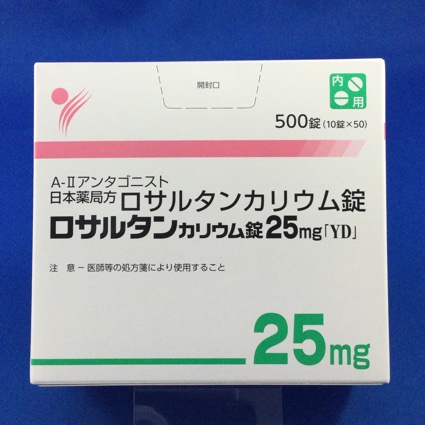 開封口
内
用
500錠(10錠×50)
A-Ⅱアンタゴニスト
日本薬局方 ロサルタンカリウム錠
ロサルタンカリウム錠25mg「YD」
注 意－医師等の処方箋により使用すること
25mg